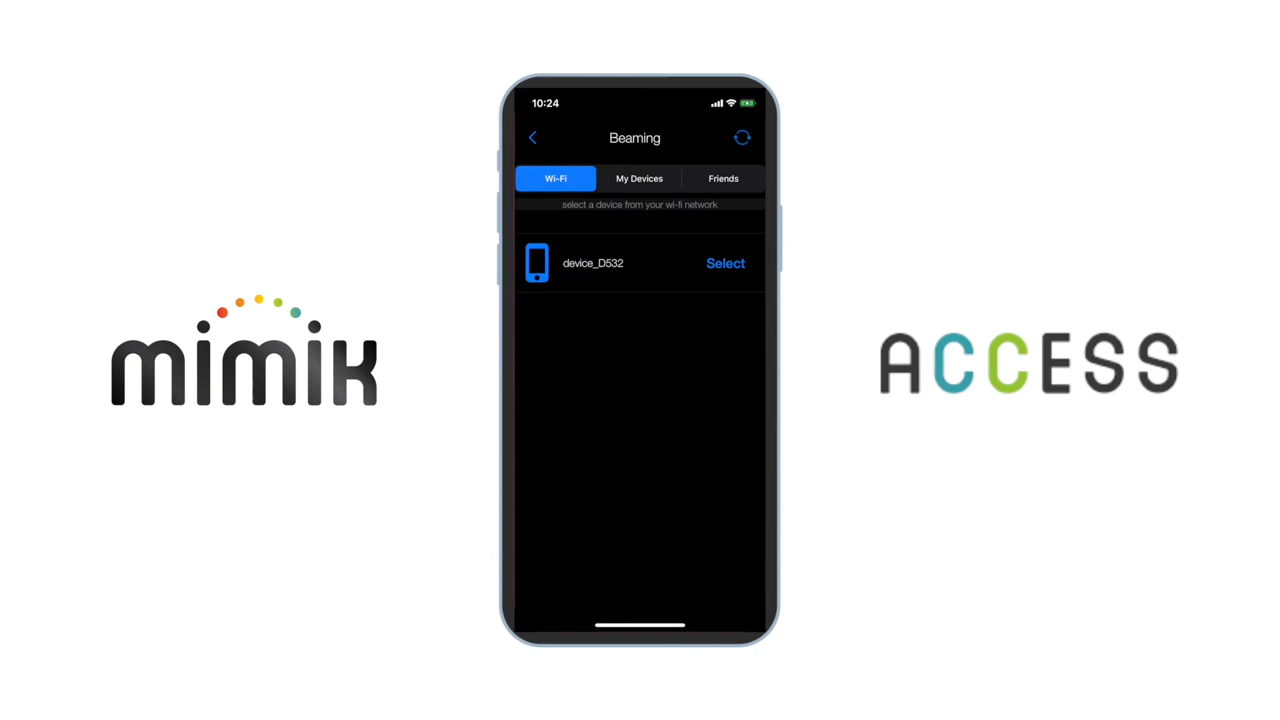 10:24
Beaming
Wi-Fi
My Devices
Friends
select a device from your wi-fi network
device_D532
Select
mimik
ACCESS